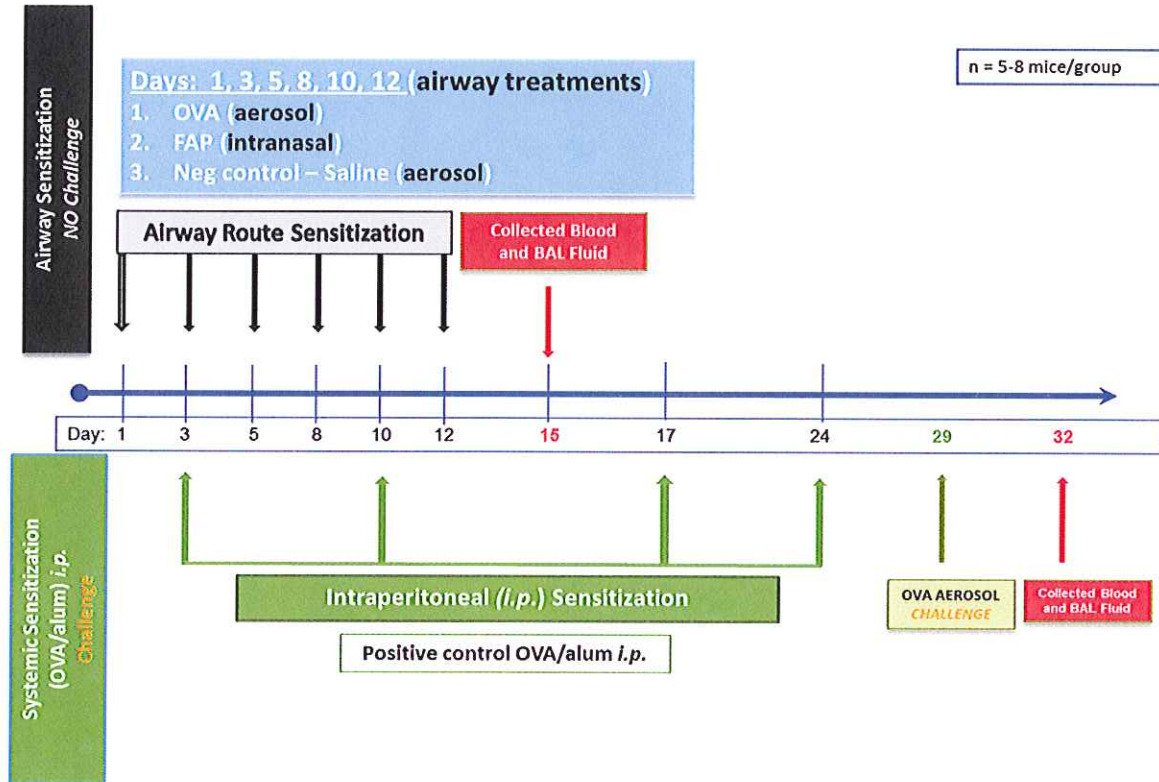 Airway Sensitization
NO Challenge
n = 5-8 mice/group
Days: 1, 3, 5, 8, 10, 12 (airway treatments)
1. OVA (aerosol)
2. FAP (intranasal)
3. Neg control – Saline (aerosol)
Airway Route Sensitization
Collected Blood
and BAL Fluid
Day: 1 3 5 8 10 12 15 17 24 29 32
Systemic Sensitization
(OVA/alum) i.p.
Challenge
Intraperitoneal (i.p.) Sensitization
Positive control OVA/alum i.p.
OVA AEROSOL
CHALLENGE
Collected Blood
and BAL Fluid